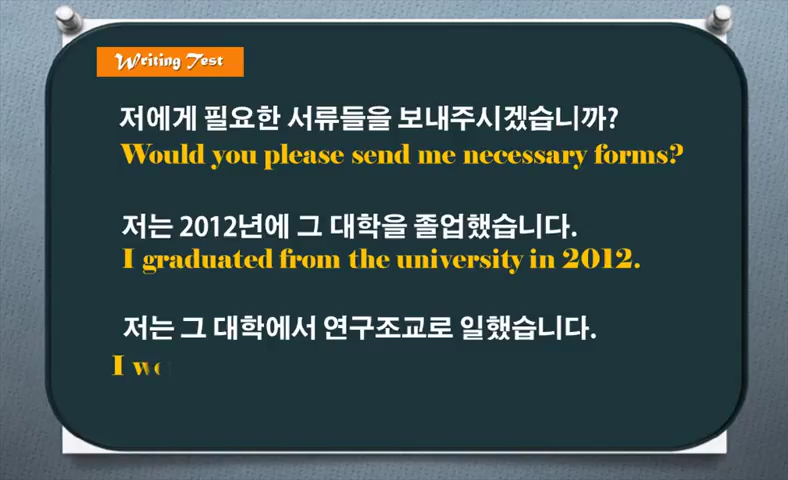 Writing Test
저에게 필요한 서류들을 보내주시겠습니까?
Would you please send me necessary forms?
저는 2012년에 그 대학을 졸업했습니다.
I graduated from the university in 2012.
저는 그 대학에서 연구조교로 일했습니다.
I wo